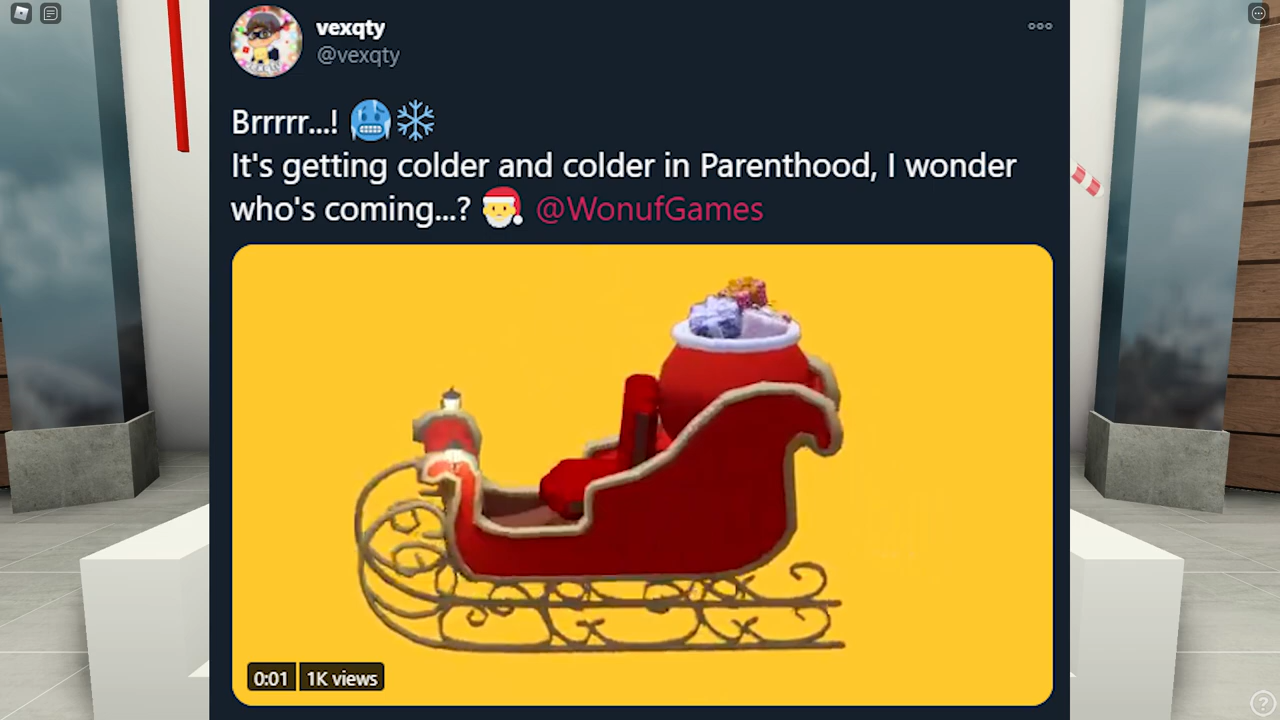 vexqty
@vexqty
Brrrrr...! 🥶❄️
It's getting colder and colder in Parenthood, I wonder
who's coming...? 🎅 @WonufGames
0:01 1K views